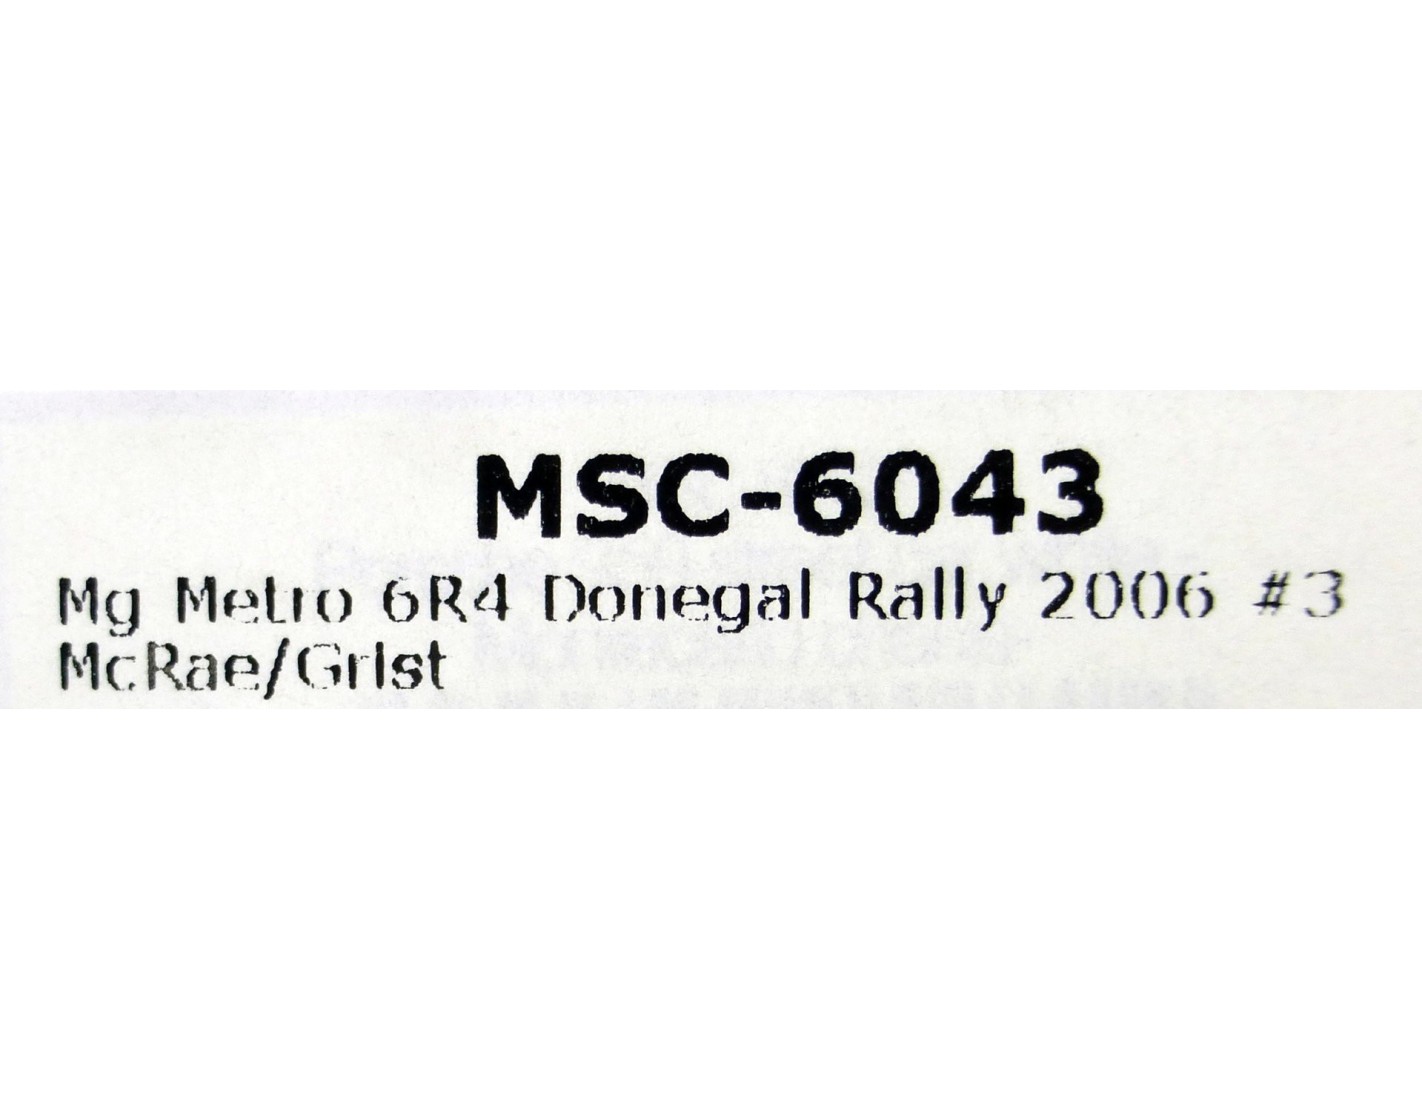 MSC-6043
Mg Metro 6R4 Donegal Rally 2006 #3
McRae/Grist